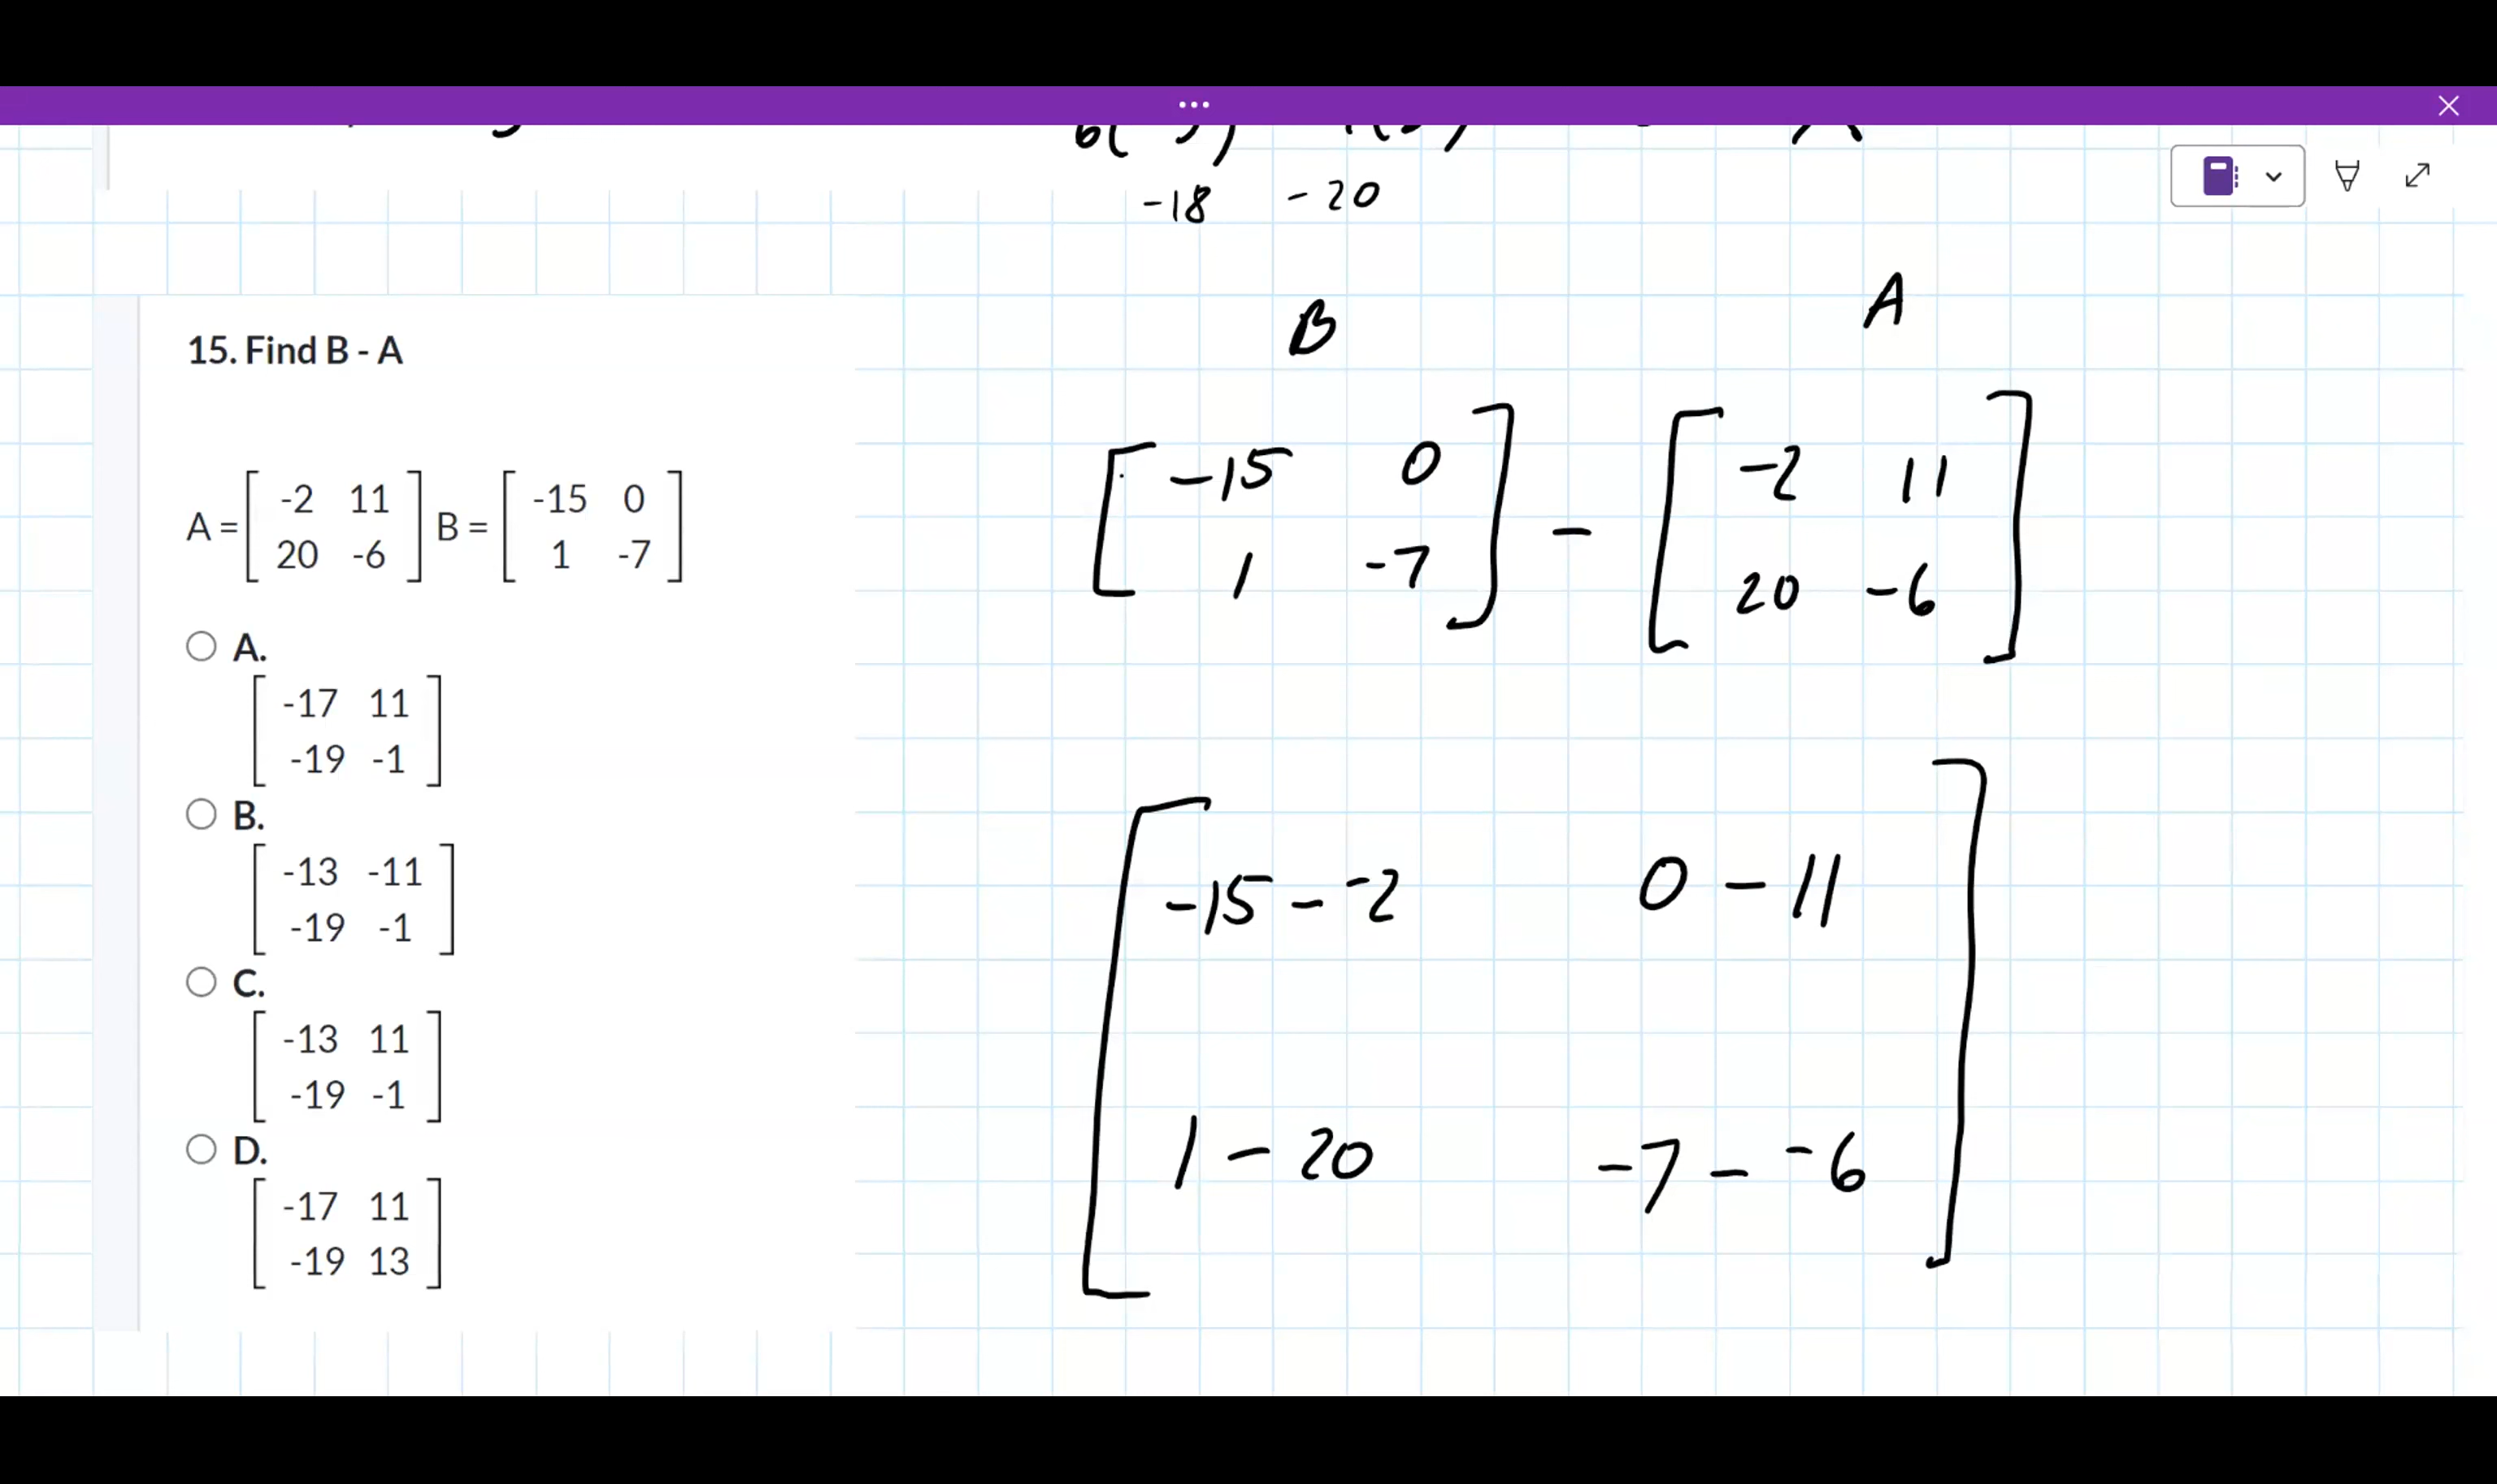 -18 -20
B A
15. Find B - A
[ -15 0 ] - [ -2 11 ]
[ 1 -7 ] [ 20 -6 ]
A = [ -2 11 ] B = [ -15 0 ]
[ 20 -6 ] [ 1 -7 ]
A.
[ -17 11 ]
[ -19 -1 ]
B.
[ -13 -11 ]
[ -19 -1 ]
C.
[ -13 11 ]
[ -19 -1 ]
D.
[ -17 11 ]
[ -19 13 ]
[ -15 - -2 0 - 11 ]
[ 1 - 20 -7 - -6 ]